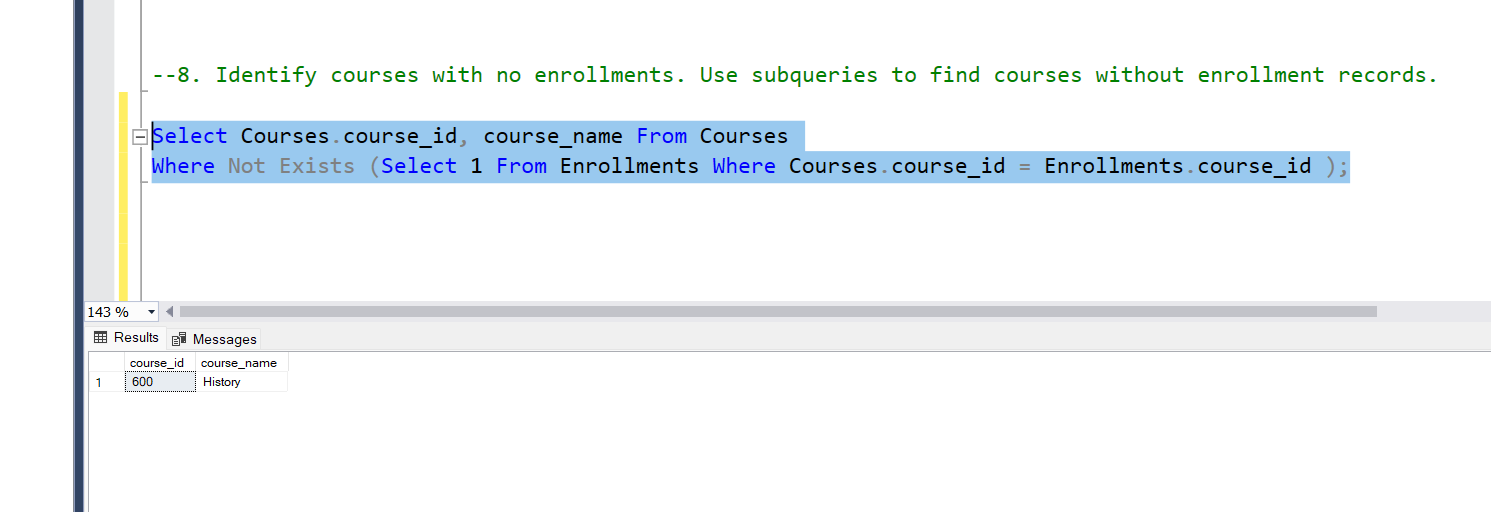 --8. Identify courses with no enrollments. Use subqueries to find courses without enrollment records.
Select Courses.course_id, course_name From Courses
Where Not Exists (Select 1 From Enrollments Where Courses.course_id = Enrollments.course_id );
143 %
Results Messages
course_id course_name
1 600 History